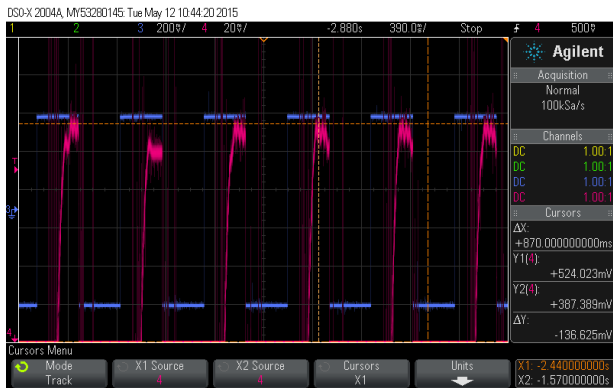 DSO-X 2004A, MY53280145: Tue May 12 10:44:20 2015
1 2 3 200mV/ 4 20mV/ -2.880s 390.0ms/ Stop 4 500mV
Agilent
Acquisition
Normal
100kSa/s
Channels
DC 1.00:1
DC 1.00:1
DC 1.00:1
DC 1.00:1
Cursors
ΔX:
+870.000000000ms
Y1(4):
+524.023mV
Y2(4):
+387.389mV
ΔY:
-136.625mV
T
3
4
Cursors Menu
Mode X1 Source X2 Source Cursors Units
Track 4 4 X1
X1: -2.440000000s
X2: -1.570000000s